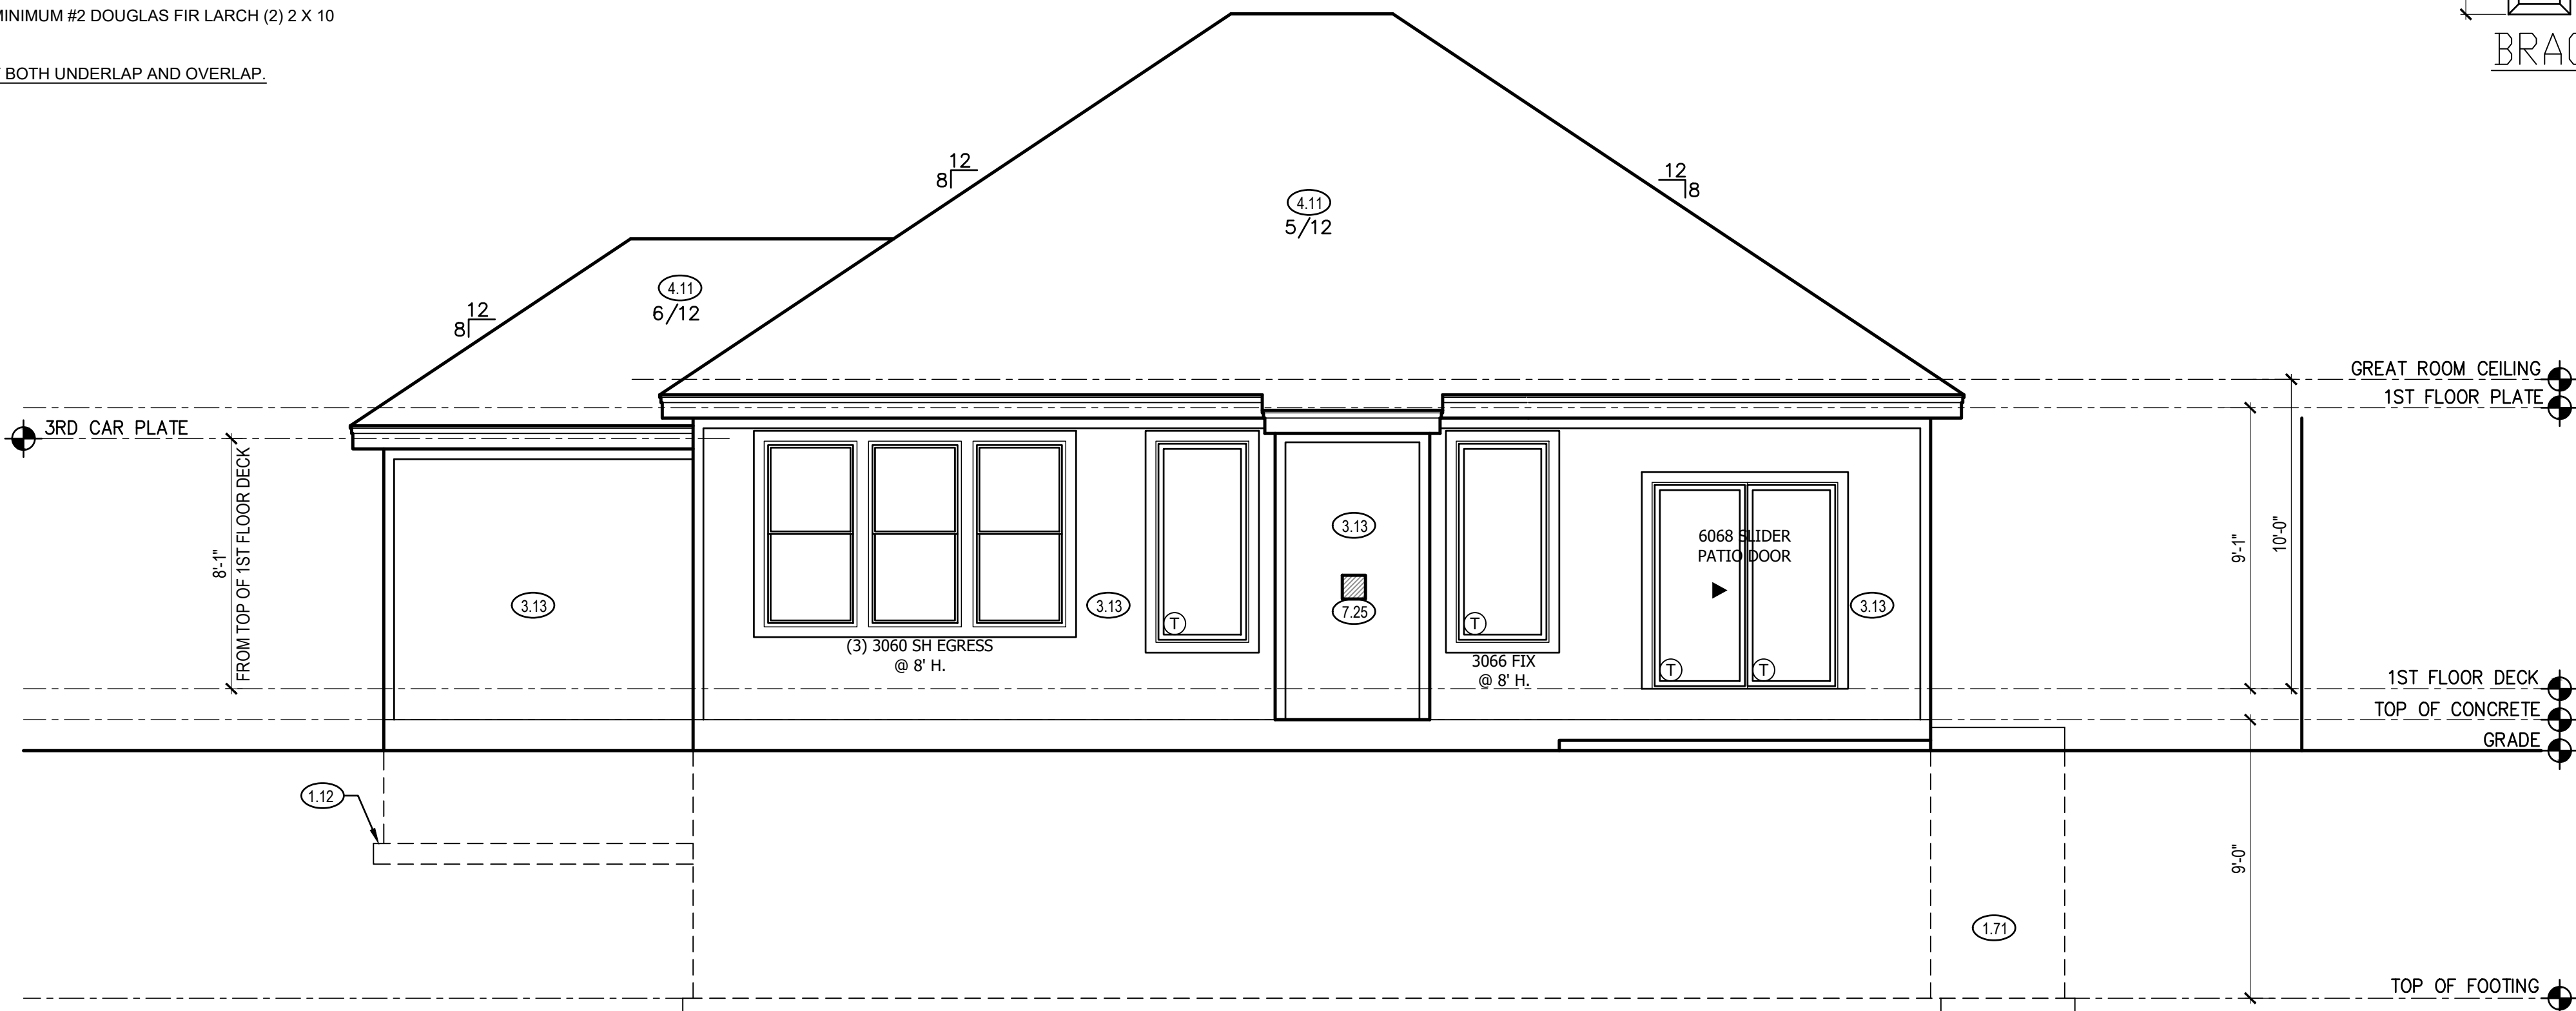 MINIMUM #2 DOUGLAS FIR LARCH (2) 2 X 10
BOTH UNDERLAP AND OVERLAP.
12
8
12
8
4.11
5/12
4.11
6/12
12
8
GREAT ROOM CEILING
1ST FLOOR PLATE
3RD CAR PLATE
8'-1"
FROM TOP OF 1ST FLOOR DECK
3.13
(3) 3060 SH EGRESS
@ 8' H.
3.13
T
3.13
7.25
T
3066 FIX
@ 8' H.
6068 SLIDER
PATIO DOOR
T
T
3.13
9'-1"
10'-0"
1ST FLOOR DECK
TOP OF CONCRETE
GRADE
1.12
9'-0"
1.71
TOP OF FOOTING